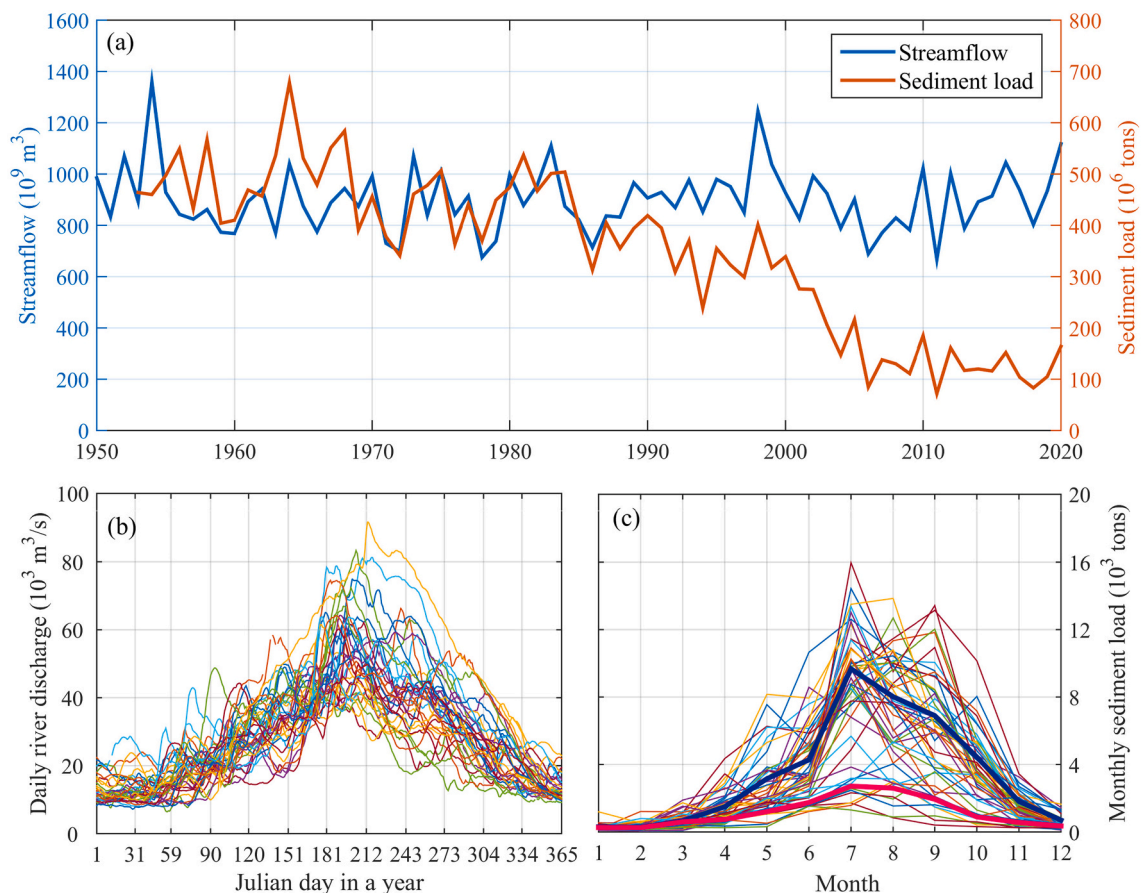 (a)
Streamflow
Sediment load
Streamflow (10⁹ m³)
1600
1400
1200
1000
800
600
400
200
0
Sediment load (10⁶ tons)
800
700
600
500
400
300
200
100
0
1950 1960 1970 1980 1990 2000 2010 2020
(b)
Daily river discharge (10³ m³/s)
100
80
60
40
20
0
1 31 59 90 120 151 181 212 243 273 304 334 365
Julian day in a year
(c)
Monthly sediment load (10³ tons)
20
16
12
8
4
0
1 2 3 4 5 6 7 8 9 10 11 12
Month